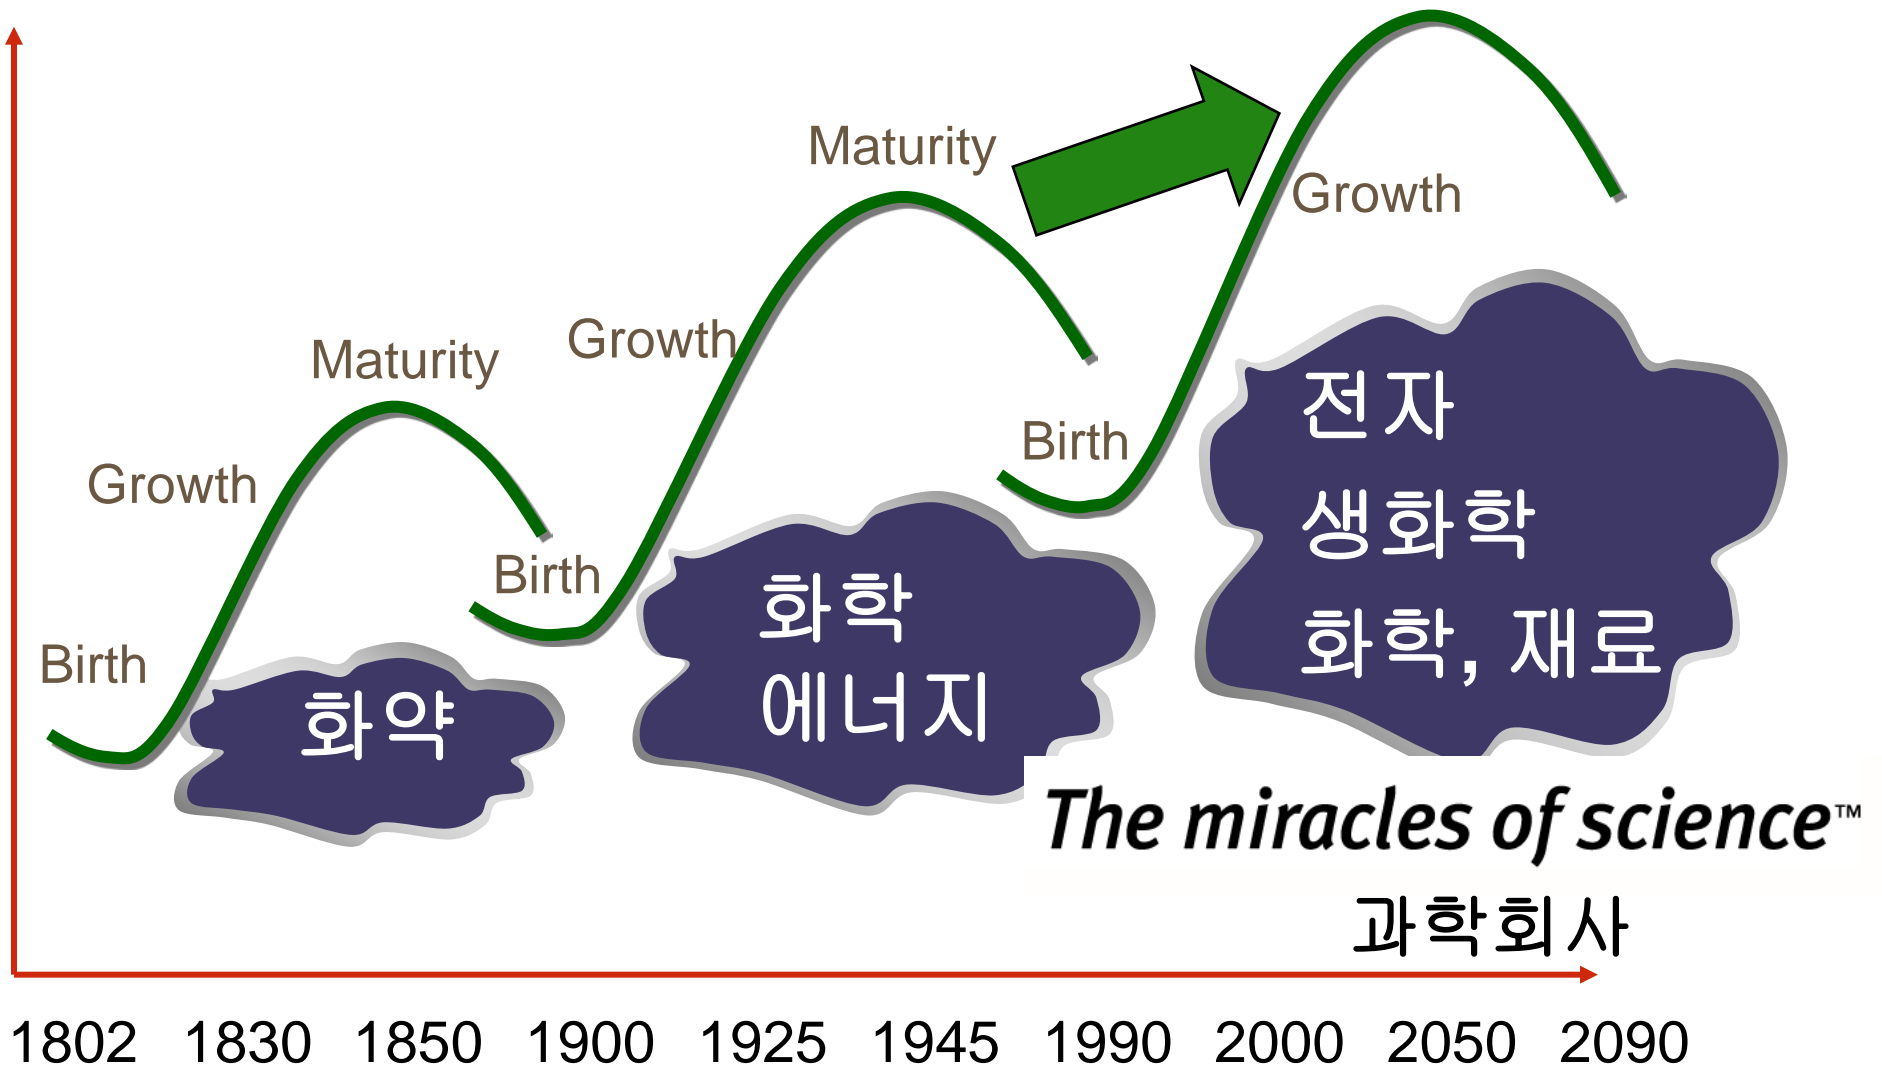 Maturity
Growth
Maturity
Growth
Birth
Growth
Birth
Birth
전자
생화학
화학, 재료
화학
에너지
화약
The miracles of science™
과학회사
1802 1830 1850 1900 1925 1945 1990 2000 2050 2090